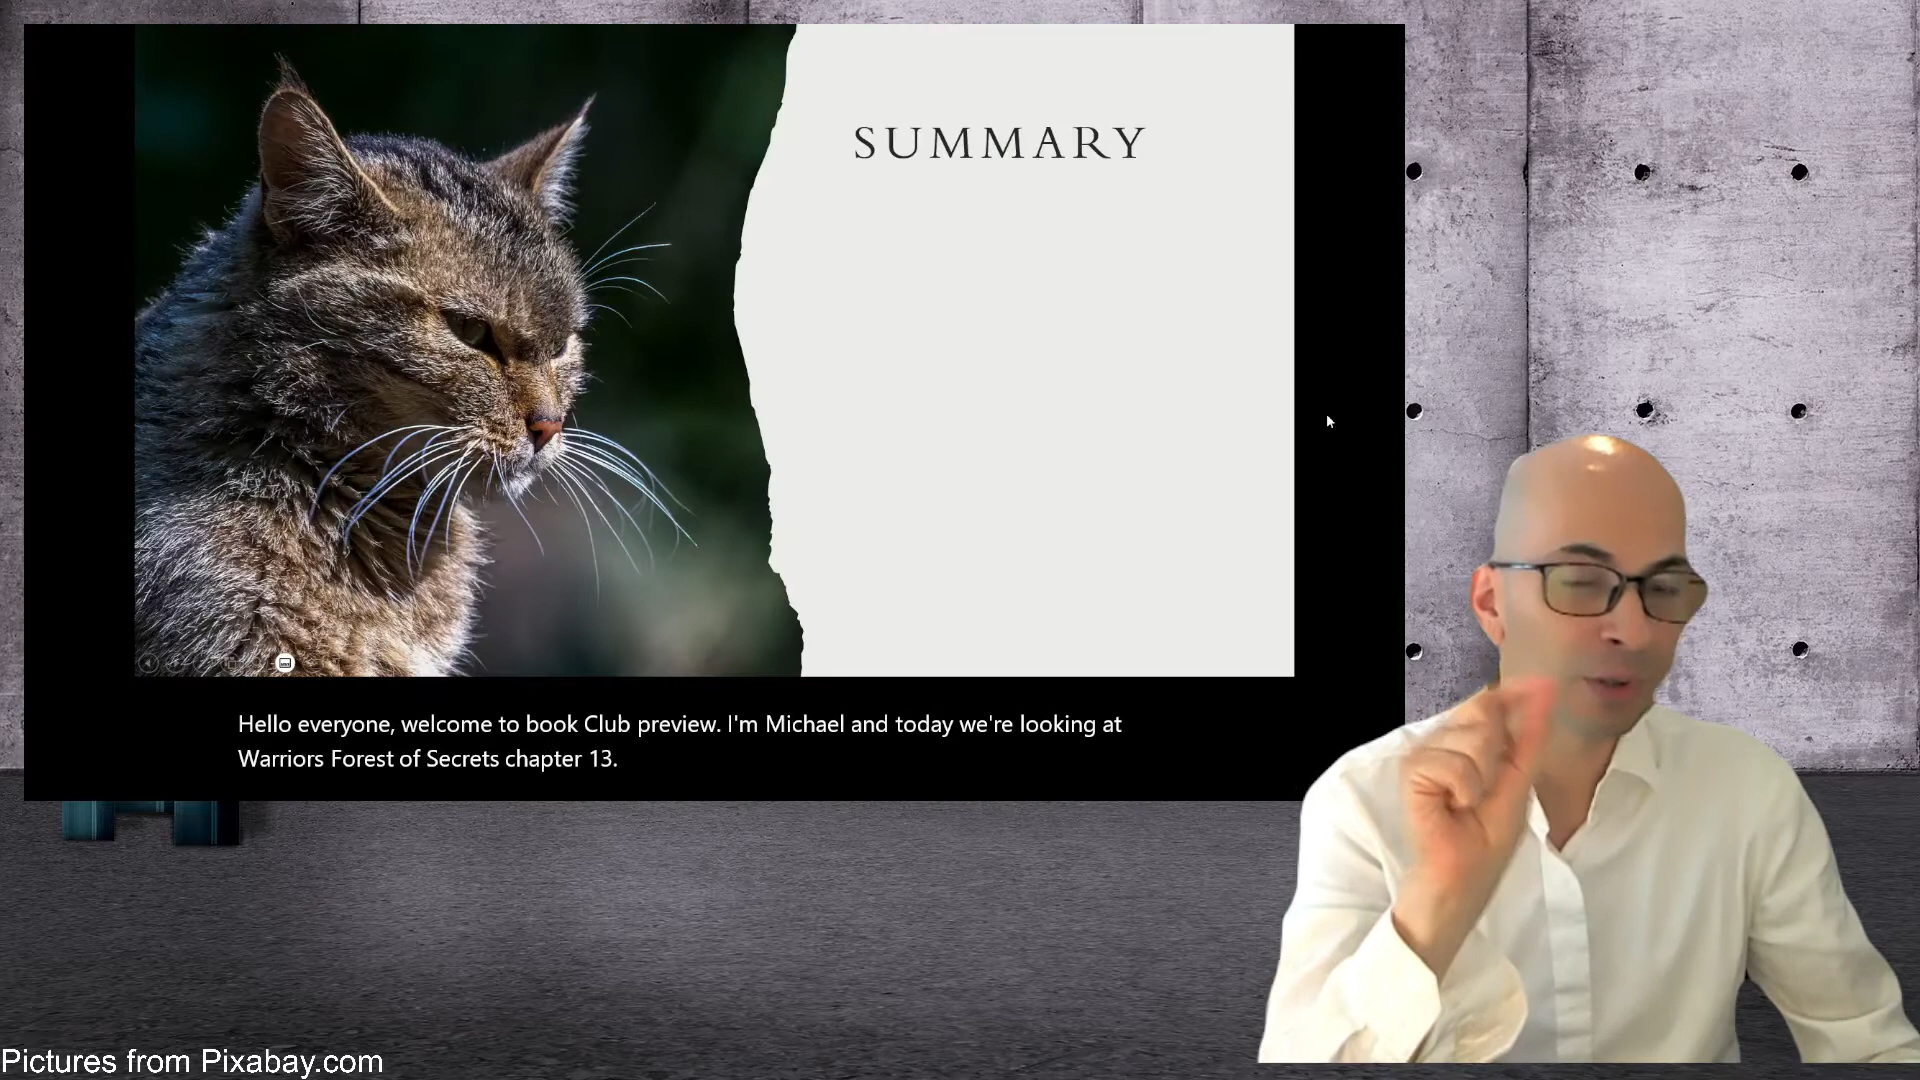 SUMMARY
Hello everyone, welcome to book Club preview. I'm Michael and today we're looking at
Warriors Forest of Secrets chapter 13.
Pictures from Pixabay.com